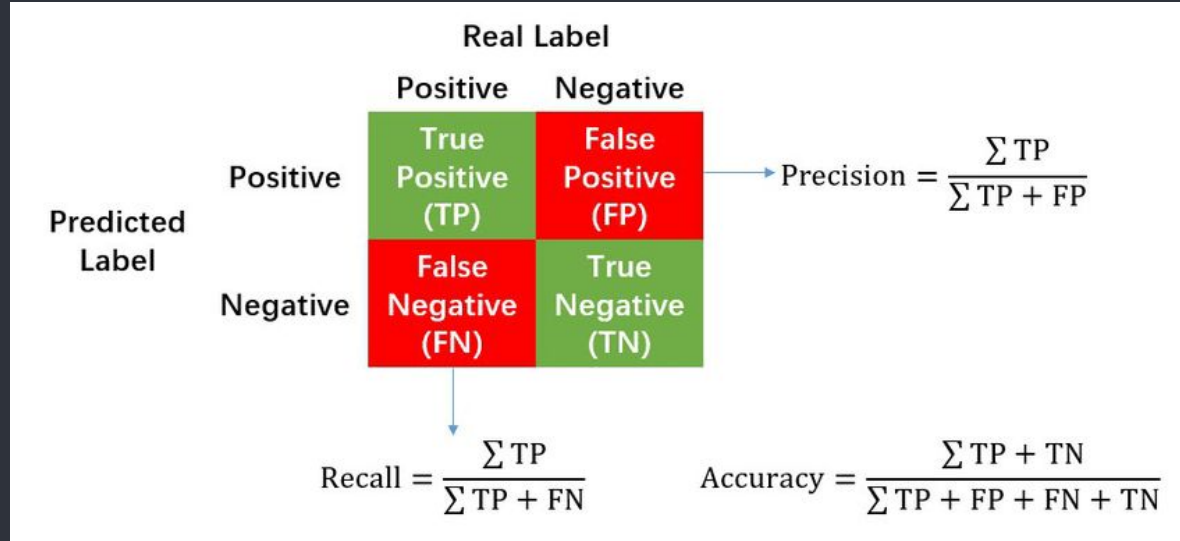 Real Label
Positive Negative
True
Positive
(TP)
False
Positive
(FP)
Positive
Precision = ∑ TP / ∑ TP + FP
Predicted
Label
Negative
False
Negative
(FN)
True
Negative
(TN)
Recall = ∑ TP / ∑ TP + FN
Accuracy = ∑ TP + TN / ∑ TP + FP + FN + TN